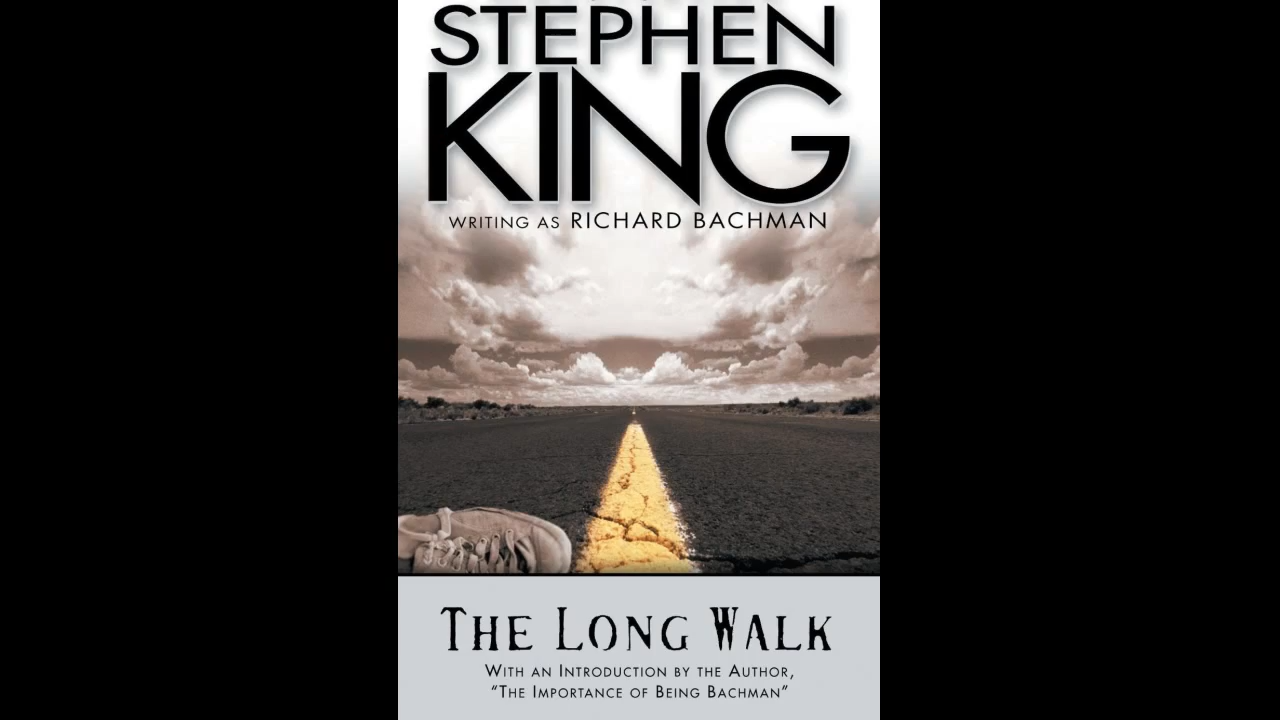 STEPHEN
KING
WRITING AS RICHARD BACHMAN
THE LONG WALK
WITH AN INTRODUCTION BY THE AUTHOR,
“THE IMPORTANCE OF BEING BACHMAN”